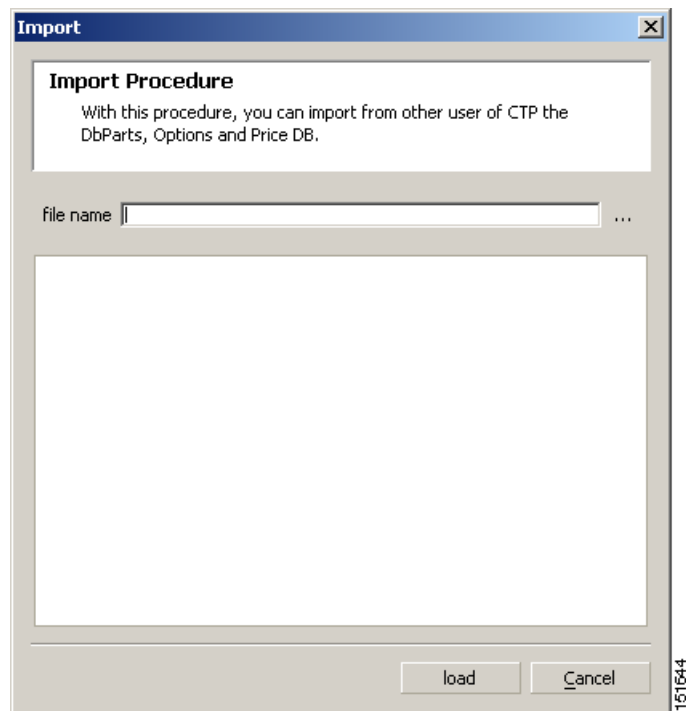 Import
Import Procedure
With this procedure, you can import from other user of CTP the
DbParts, Options and Price DB.
file name
...
load
Cancel
151644